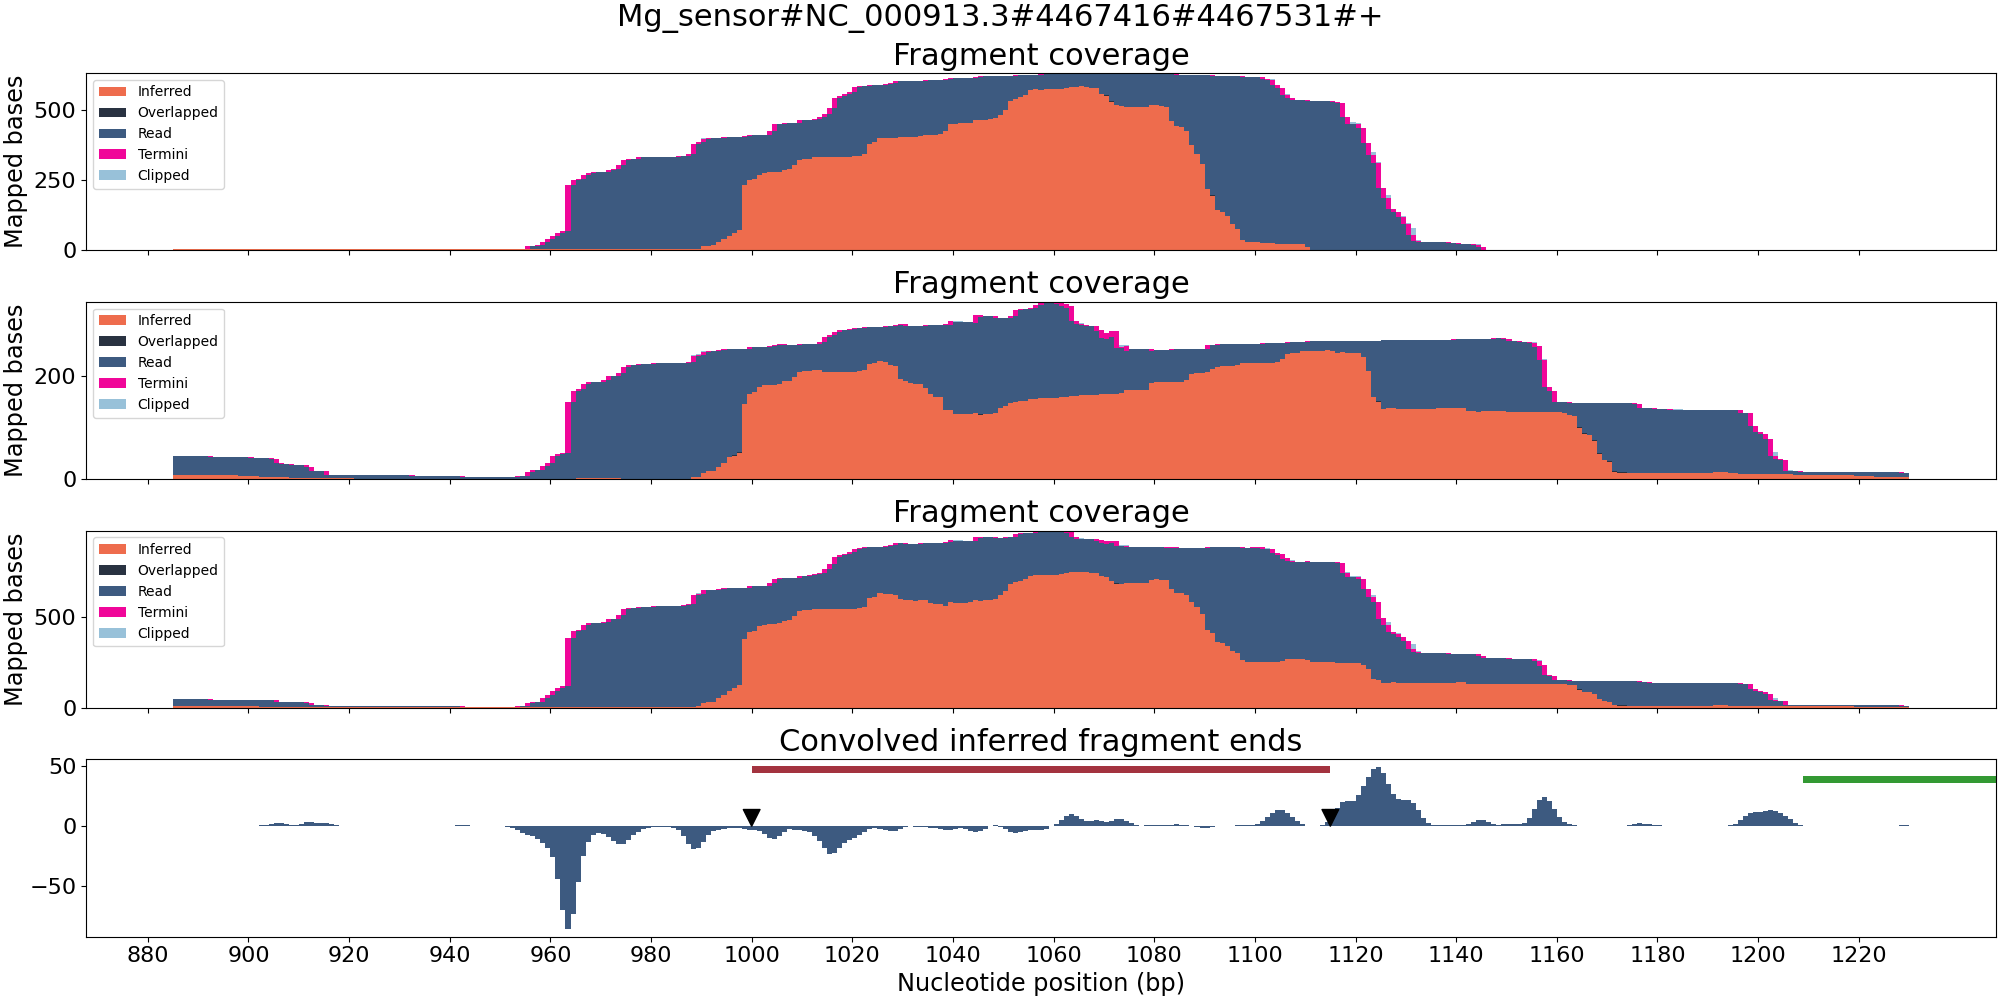 Mg_sensor#NC_000913.3#4467416#4467531#+
Fragment coverage
Mapped bases
500
250
0
Inferred
Overlapped
Read
Termini
Clipped
Fragment coverage
Mapped bases
200
0
Inferred
Overlapped
Read
Termini
Clipped
Fragment coverage
Mapped bases
500
0
Inferred
Overlapped
Read
Termini
Clipped
Convolved inferred fragment ends
50
0
−50
880 900 920 940 960 980 1000 1020 1040 1060 1080 1100 1120 1140 1160 1180 1200 1220
Nucleotide position (bp)